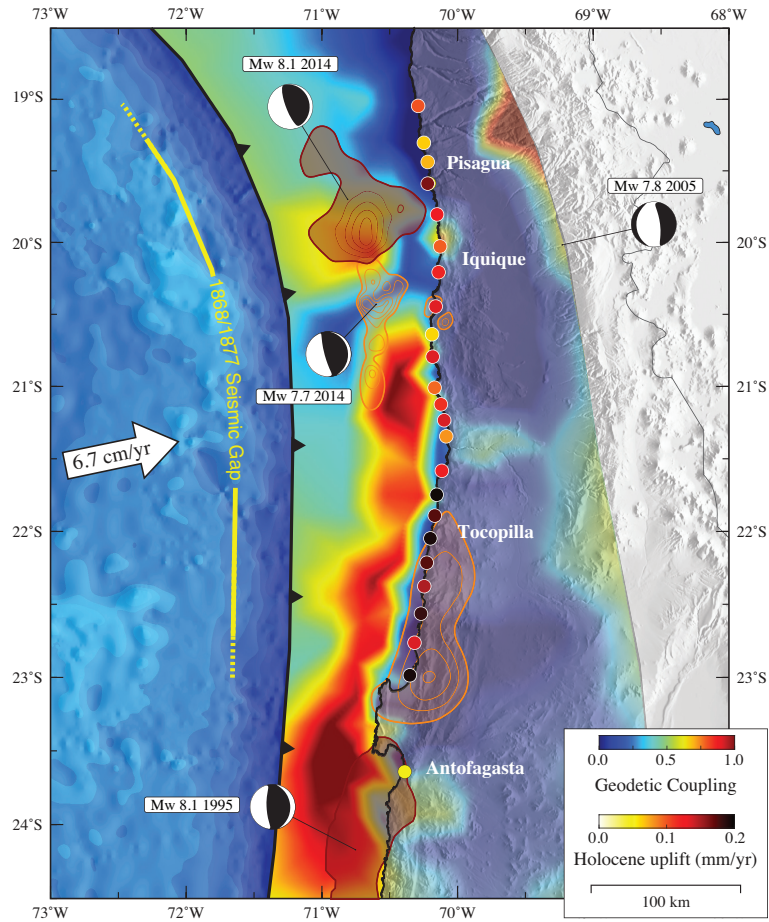 73°W 72°W 71°W 70°W 69°W 68°W
Mw 8.1 2014
19°S 19°S
Pisagua
Mw 7.8 2005
20°S 20°S
Iquique
1868/1877 Seismic Gap
Mw 7.7 2014
21°S 21°S
6.7 cm/yr
22°S 22°S
Tocopilla
23°S 23°S
Antofagasta
Mw 8.1 1995
24°S
0.0 0.5 1.0
Geodetic Coupling
0.0 0.1 0.2
Holocene uplift (mm/yr)
100 km
73°W 72°W 71°W 70°W 69°W 68°W